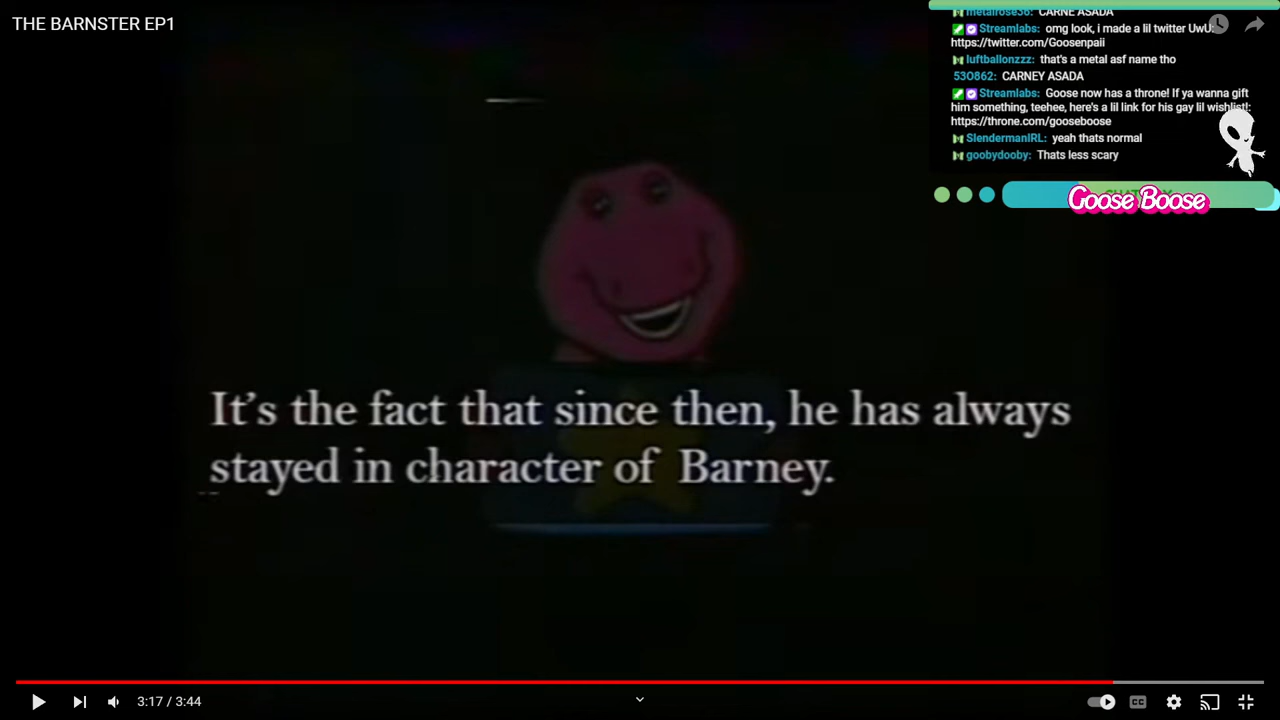 THE BARNSTER EP1
metalrose36: CARNE ASADA
Streamlabs: omg look, i made a lil twitter UwU:
https://twitter.com/Goosenpaii
luftballonzzz: that's a metal asf name tho
53O862: CARNEY ASADA
Streamlabs: Goose now has a throne! If ya wanna gift
him something, teehee, here's a lil link for his gay lil wishlist!:
https://throne.com/gooseboose
SlendermanIRL: yeah thats normal
goobydooby: Thats less scary
Goose Boose
It's the fact that since then, he has always
stayed in character of Barney.
3:17 / 3:44
CC